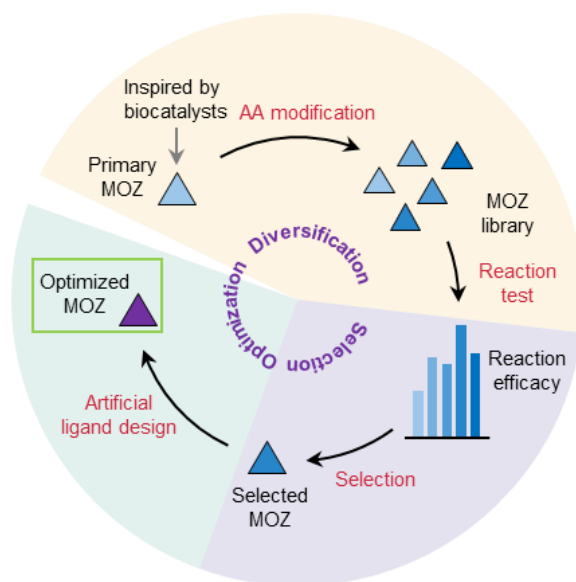 Inspired by
biocatalysts
AA modification
Primary
MOZ
MOZ
library
Reaction
test
Reaction
efficacy
Selection
Selected
MOZ
Artificial
ligand design
Optimized
MOZ
Diversification
Selection
Optimization